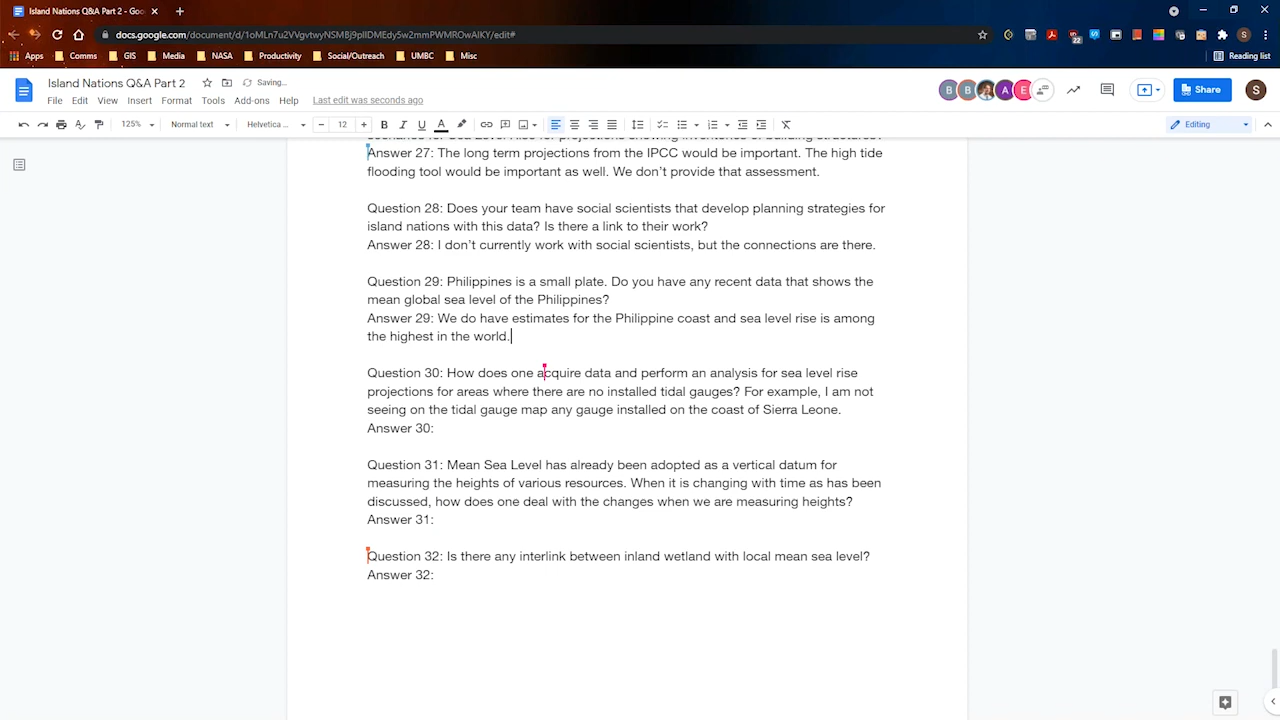 Island Nations Q&A Part 2 - Goo
docs.google.com/document/d/1oMLn7u2VVgvtwyNSMBj9pIIDMEdy5w2mmPWMROwAIKY/edit#
Apps Comms GIS Media NASA Productivity Social/Outreach UMBC Misc Reading list
Island Nations Q&A Part 2 Saving...
File Edit View Insert Format Tools Add-ons Help Last edit was seconds ago
B B A E Share S
125% Normal text Helvetica ... 12 B I U A Editing
Answer 27: The long term projections from the IPCC would be important. The high tide
flooding tool would be important as well. We don't provide that assessment.
Question 28: Does your team have social scientists that develop planning strategies for
island nations with this data? Is there a link to their work?
Answer 28: I don't currently work with social scientists, but the connections are there.
Question 29: Philippines is a small plate. Do you have any recent data that shows the
mean global sea level of the Philippines?
Answer 29: We do have estimates for the Philippine coast and sea level rise is among
the highest in the world.
Question 30: How does one acquire data and perform an analysis for sea level rise
projections for areas where there are no installed tidal gauges? For example, I am not
seeing on the tidal gauge map any gauge installed on the coast of Sierra Leone.
Answer 30:
Question 31: Mean Sea Level has already been adopted as a vertical datum for
measuring the heights of various resources. When it is changing with time as has been
discussed, how does one deal with the changes when we are measuring heights?
Answer 31:
Question 32: Is there any interlink between inland wetland with local mean sea level?
Answer 32: